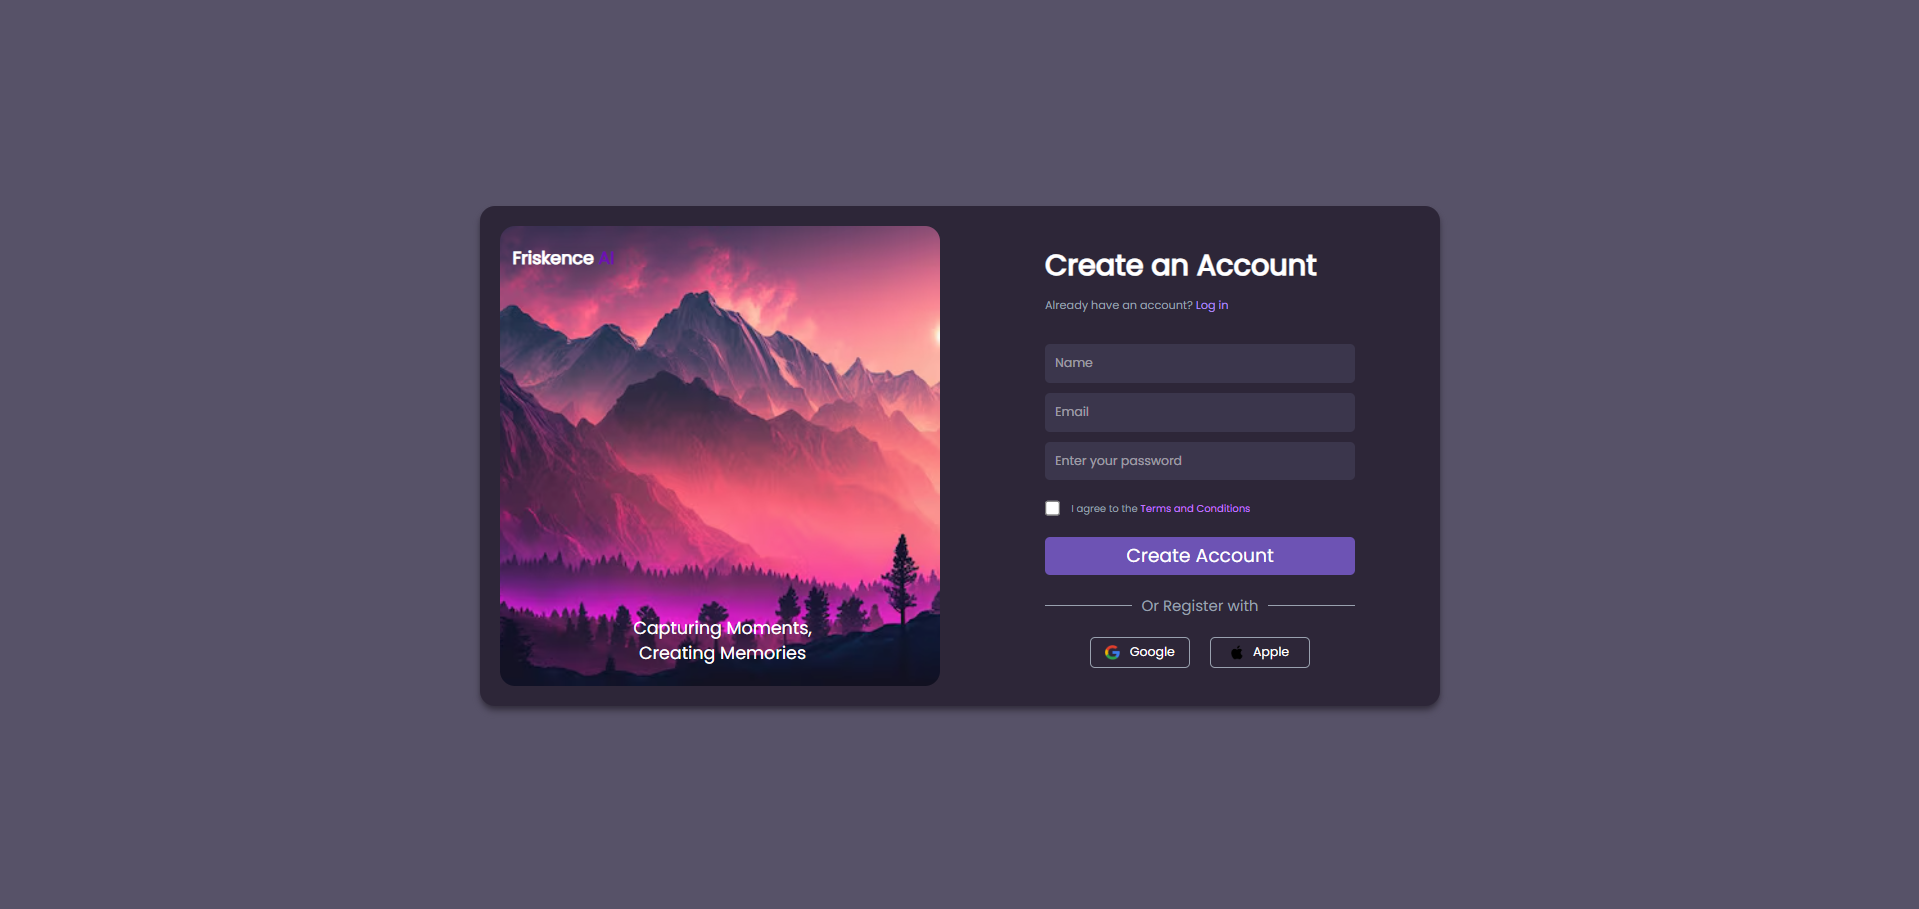 Friskence AI
Capturing Moments,
Creating Memories
Create an Account
Already have an account? Log in
Name
Email
Enter your password
I agree to the Terms and Conditions
Create Account
Or Register with
Google
Apple